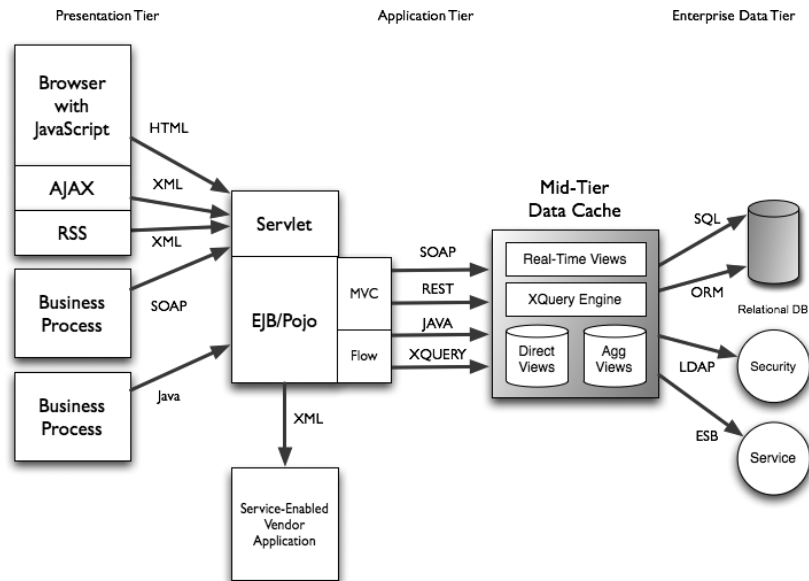 Presentation Tier
Application Tier
Enterprise Data Tier
Browser
with
JavaScript
AJAX
RSS
Business
Process
Business
Process
HTML
XML
XML
SOAP
Java
Servlet
EJB/Pojo
MVC
Flow
XML
Service-Enabled
Vendor
Application
SOAP
REST
JAVA
XQUERY
Mid-Tier
Data Cache
Real-Time Views
XQuery Engine
Direct
Views
Agg
Views
SQL
ORM
LDAP
ESB
Relational DB
Security
Service